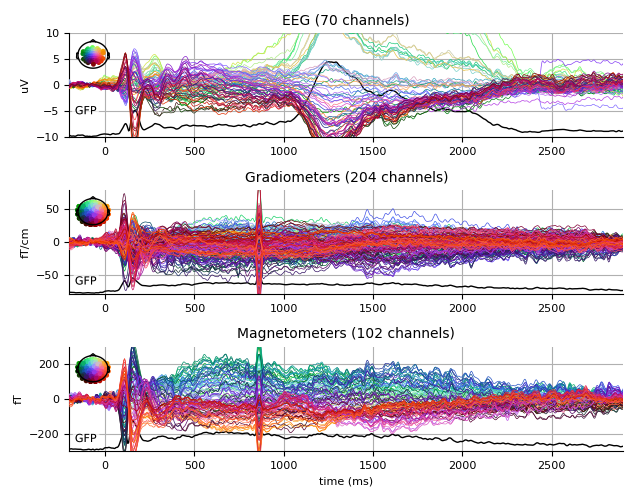 EEG (70 channels)
10
5
0
−5
−10
uV
GFP
0 500 1000 1500 2000 2500
Gradiometers (204 channels)
50
0
−50
fT/cm
GFP
0 500 1000 1500 2000 2500
Magnetometers (102 channels)
200
0
−200
fT
GFP
0 500 1000 1500 2000 2500
time (ms)